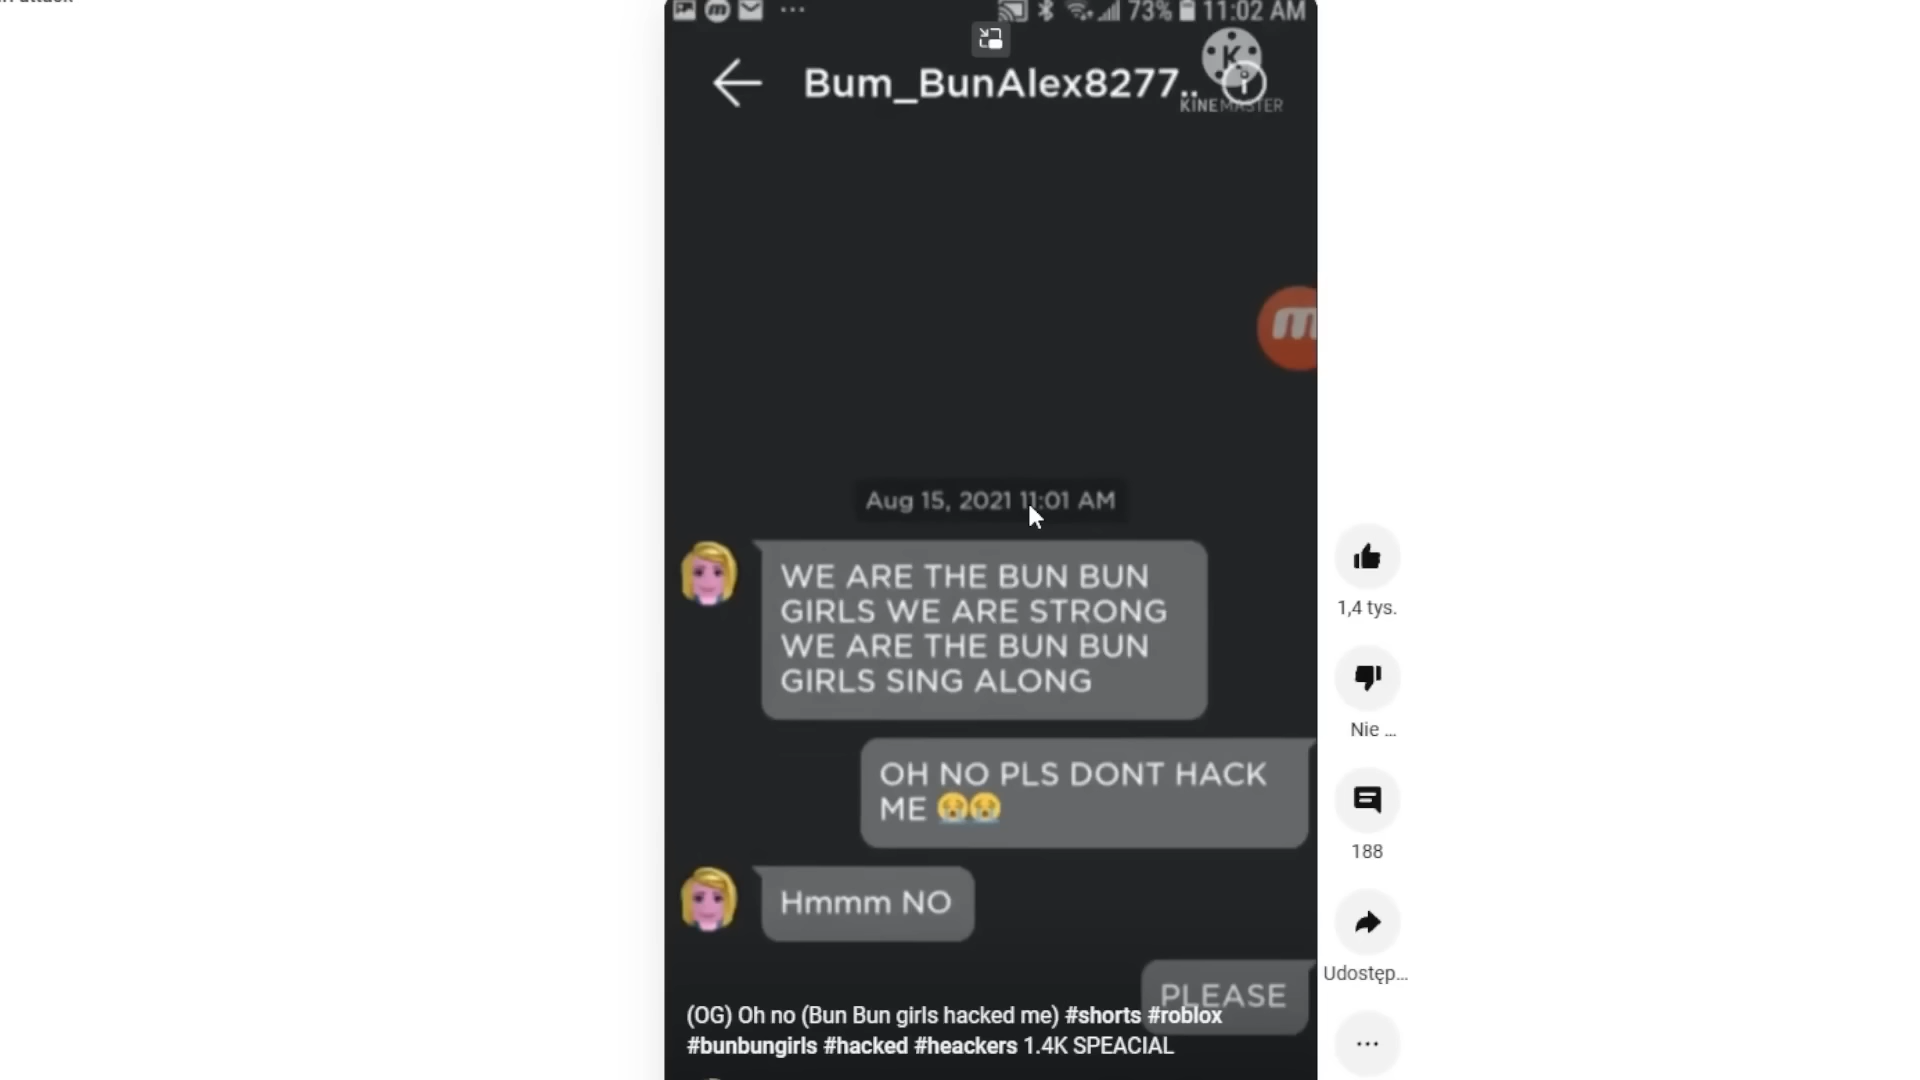 73% 11:02 AM
Bum_BunAlex8277..
KINEMASTER
Aug 15, 2021 11:01 AM
WE ARE THE BUN BUN
GIRLS WE ARE STRONG
WE ARE THE BUN BUN
GIRLS SING ALONG
OH NO PLS DONT HACK
ME 😭😭
Hmmm NO
PLEASE
(OG) Oh no (Bun Bun girls hacked me) #shorts #roblox
#bunbungirls #hacked #heackers 1.4K SPEACIAL
1,4 tys.
Nie ...
188
Udostęp...